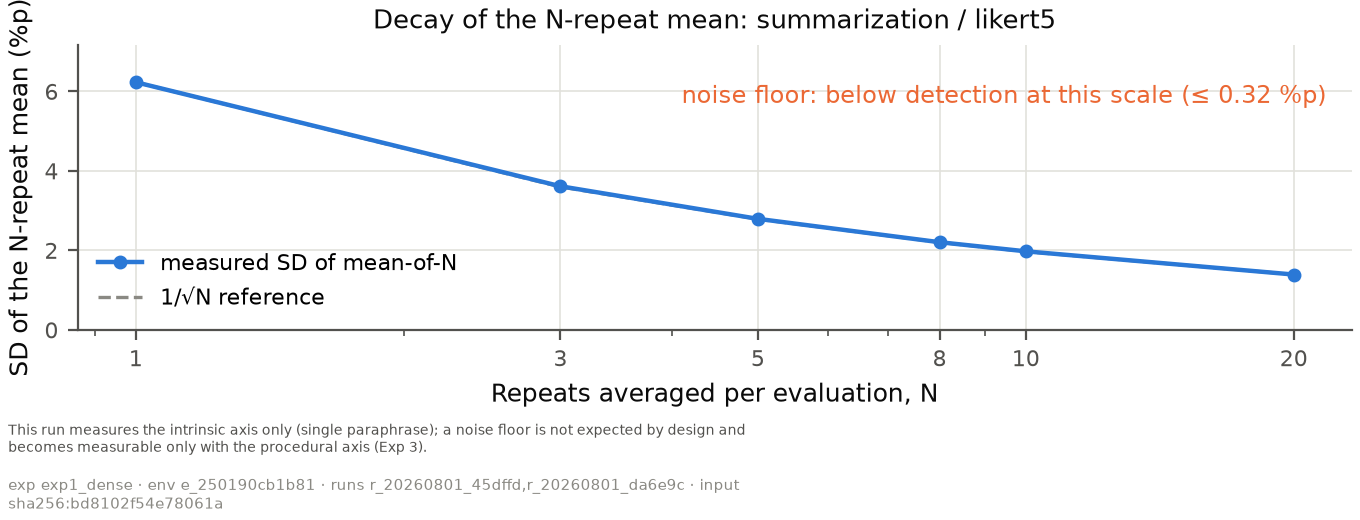 Decay of the N-repeat mean: summarization / likert5
SD of the N-repeat mean (%p)
6
4
2
0
noise floor: below detection at this scale (≤ 0.32 %p)
measured SD of mean-of-N
1/√N reference
1 3 5 8 10 20
Repeats averaged per evaluation, N
This run measures the intrinsic axis only (single paraphrase); a noise floor is not expected by design and
becomes measurable only with the procedural axis (Exp 3).
exp exp1_dense · env e_250190cb1b81 · runs r_20260801_45dffd,r_20260801_da6e9c · input
sha256:bd8102f54e78061a